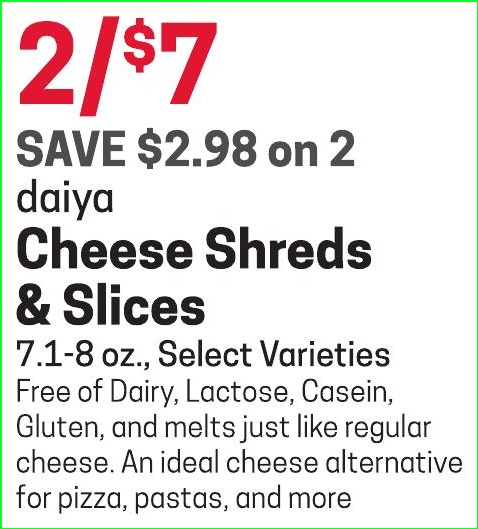 2/$7
SAVE $2.98 on 2
daiya
Cheese Shreds
& Slices
7.1-8 oz., Select Varieties
Free of Dairy, Lactose, Casein,
Gluten, and melts just like regular
cheese. An ideal cheese alternative
for pizza, pastas, and more